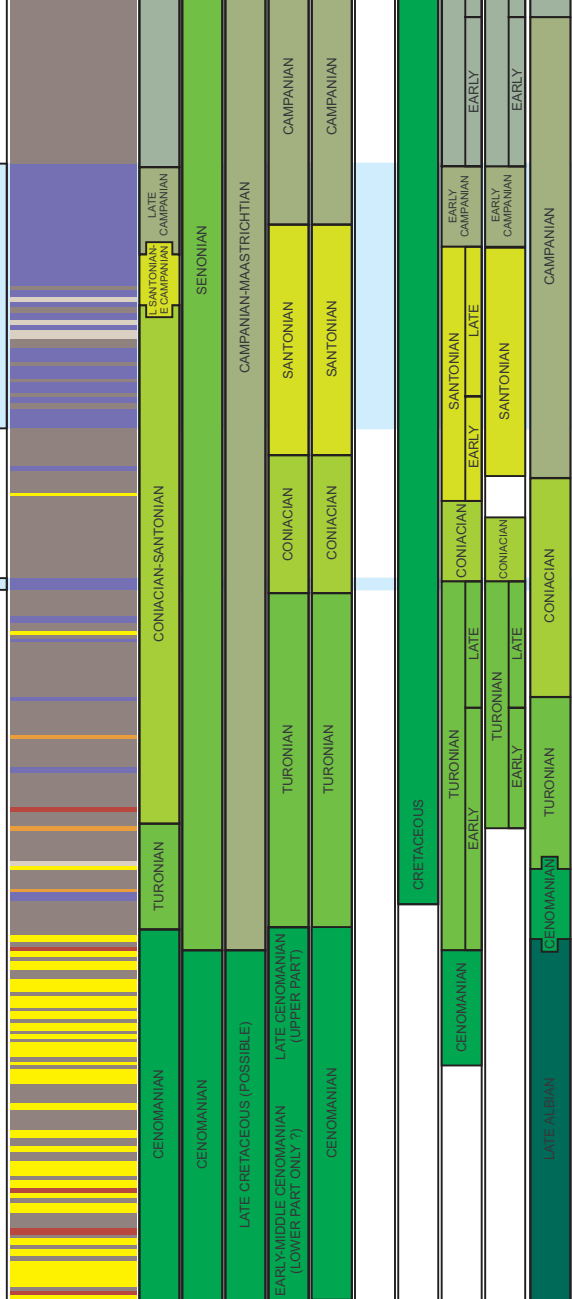 LATE
CAMPANIAN
L SANTONIAN-
E CAMPANIAN
CONIACIAN-SANTONIAN
TURONIAN
CENOMANIAN
SENONIAN
CENOMANIAN
CAMPANIAN-MAASTRICHTIAN
LATE CRETACEOUS (POSSIBLE)
CAMPANIAN
SANTONIAN
CONIACIAN
TURONIAN
LATE CENOMANIAN
(UPPER PART)
EARLY-MIDDLE CENOMANIAN
(LOWER PART ONLY ?)
CAMPANIAN
SANTONIAN
CONIACIAN
TURONIAN
CENOMANIAN
CRETACEOUS
EARLY
EARLY
CAMPANIAN
SANTONIAN
LATE
EARLY
CONIACIAN
TURONIAN
LATE
EARLY
CENOMANIAN
EARLY
EARLY
CAMPANIAN
SANTONIAN
CONIACIAN
TURONIAN
LATE
EARLY
CAMPANIAN
CONIACIAN
TURONIAN
CENOMANIAN
LATE ALBIAN